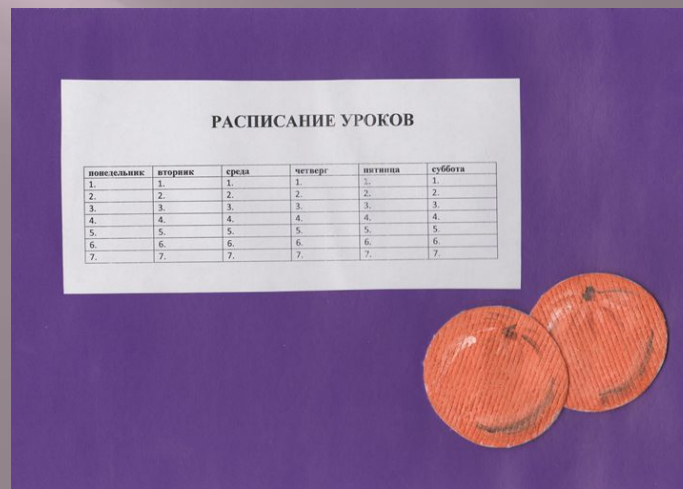 РАСПИСАНИЕ УРОКОВ
понедельник вторник среда четверг пятница суббота
1. 1. 1. 1. 1. 1.
2. 2. 2. 2. 2. 2.
3. 3. 3. 3. 3. 3.
4. 4. 4. 4. 4. 4.
5. 5. 5. 5. 5. 5.
6. 6. 6. 6. 6. 6.
7. 7. 7. 7. 7. 7.